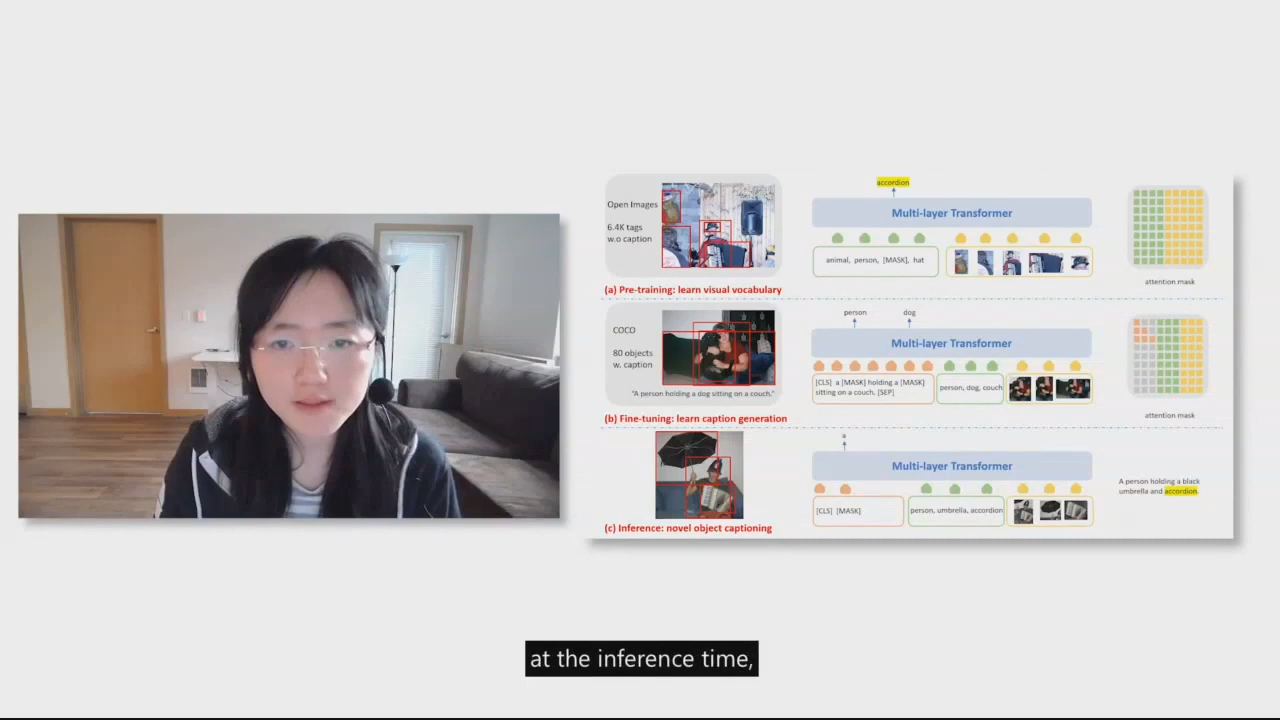 accordion
Open Images
6.4K tags
w.o caption
Multi-layer Transformer
animal, person, [MASK], hat
attention mask
(a) Pre-training: learn visual vocabulary
person dog
COCO
80 objects
w. caption
Multi-layer Transformer
[CLS] a [MASK] holding a [MASK]
sitting on a couch. [SEP]
person, dog, couch
"A person holding a dog sitting on a couch."
attention mask
(b) Fine-tuning: learn caption generation
a
Multi-layer Transformer
[CLS] [MASK]
person, umbrella, accordion
A person holding a black
umbrella and accordion.
(c) Inference: novel object captioning
at the inference time,